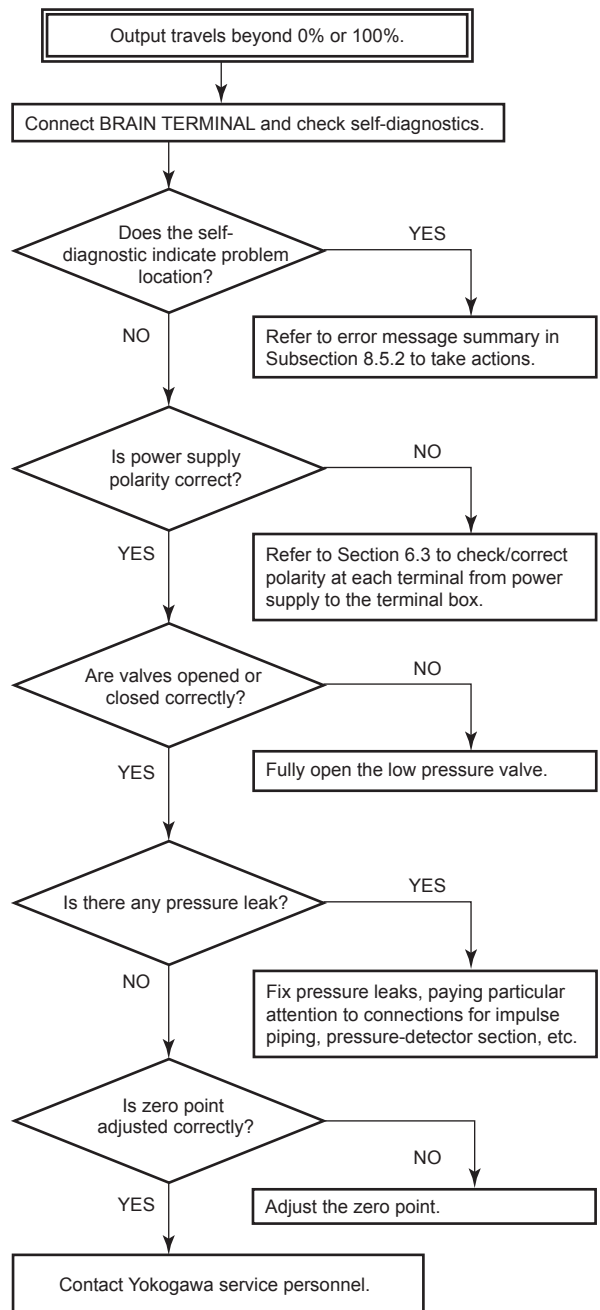 Output travels beyond 0% or 100%.
Connect BRAIN TERMINAL and check self-diagnostics.
Does the self-
diagnostic indicate problem
location?
YES
NO
Refer to error message summary in
Subsection 8.5.2 to take actions.
Is power supply
polarity correct?
NO
YES
Refer to Section 6.3 to check/correct
polarity at each terminal from power
supply to the terminal box.
Are valves opened or
closed correctly?
NO
YES
Fully open the low pressure valve.
Is there any pressure leak?
YES
NO
Fix pressure leaks, paying particular
attention to connections for impulse
piping, pressure-detector section, etc.
Is zero point
adjusted correctly?
NO
YES
Adjust the zero point.
Contact Yokogawa service personnel.